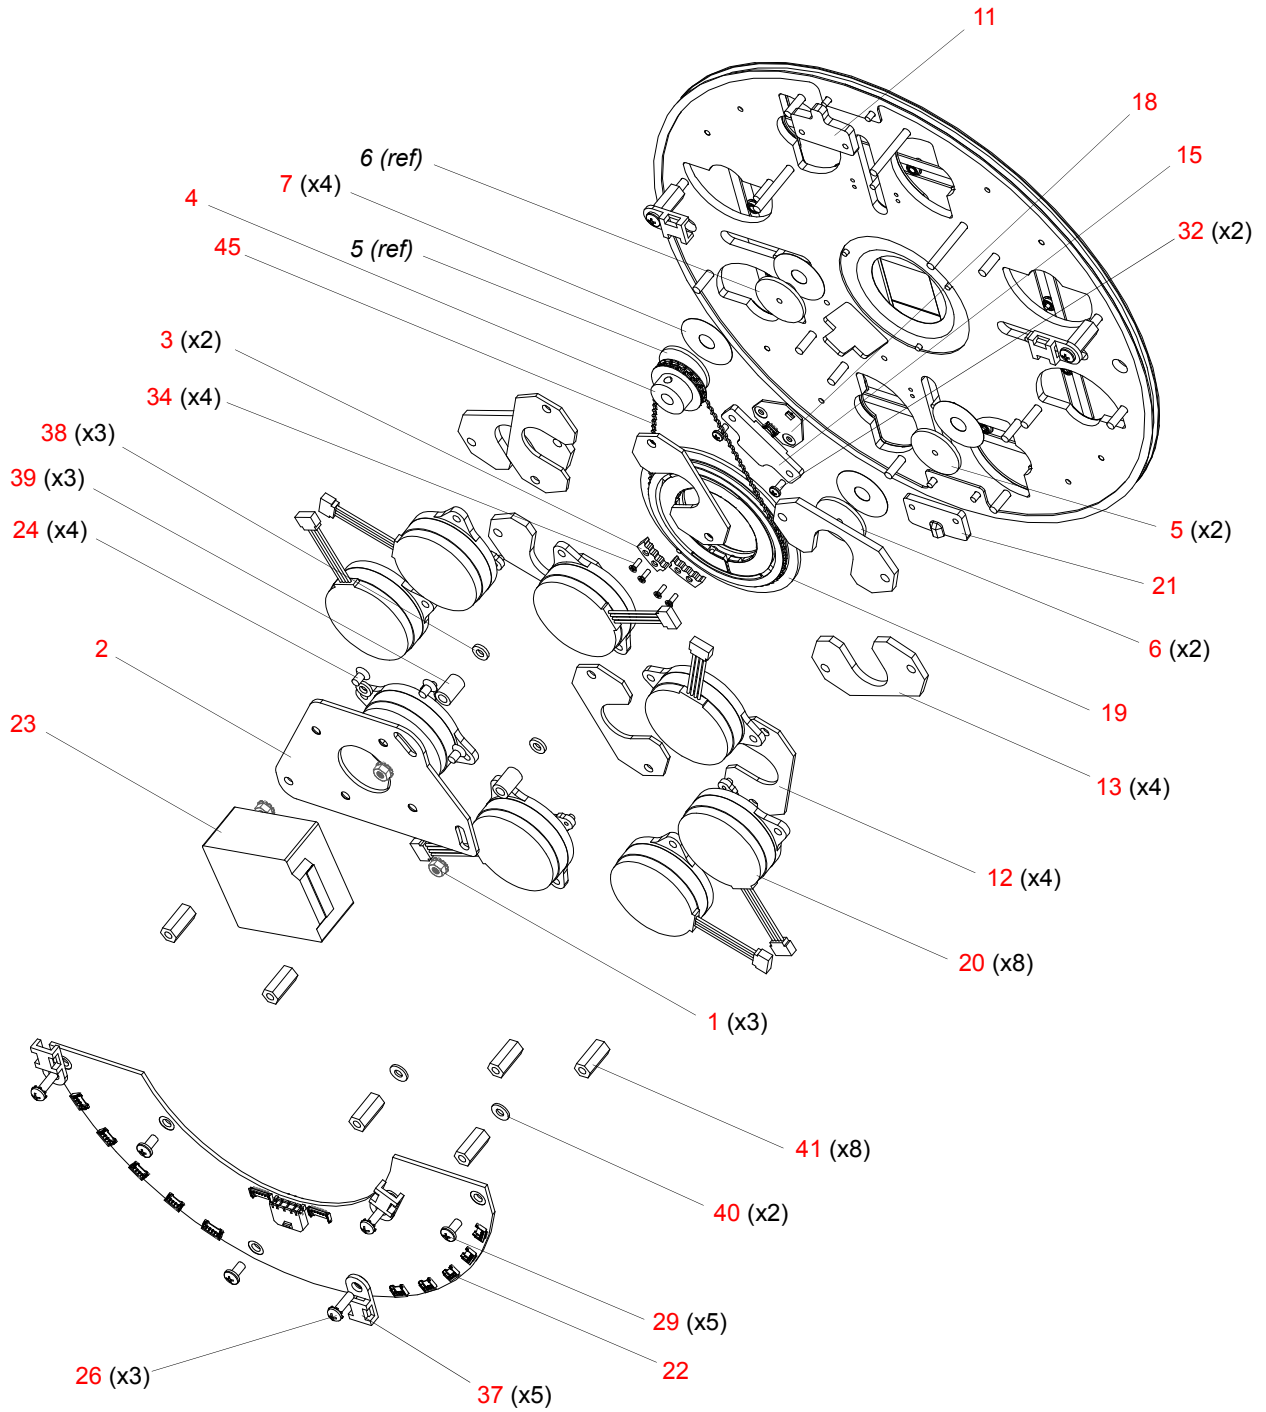 11
18
6 (ref)
7 (x4)
15
4
32 (x2)
45
5 (ref)
3 (x2)
34 (x4)
38 (x3)
39 (x3)
24 (x4)
5 (x2)
21
2
6 (x2)
19
23
13 (x4)
12 (x4)
20 (x8)
1 (x3)
41 (x8)
40 (x2)
29 (x5)
22
26 (x3)
37 (x5)